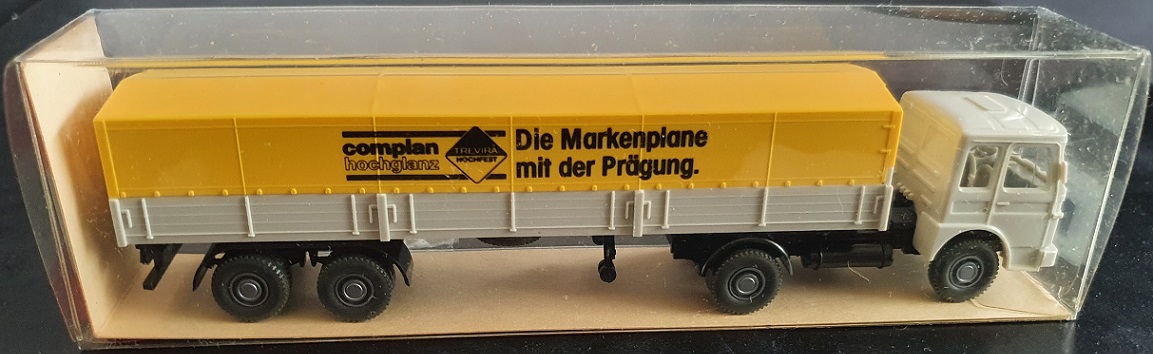 complan
hochglanz
TREVIRA
HOCHFEST
Die Markenplane
mit der Prägung.